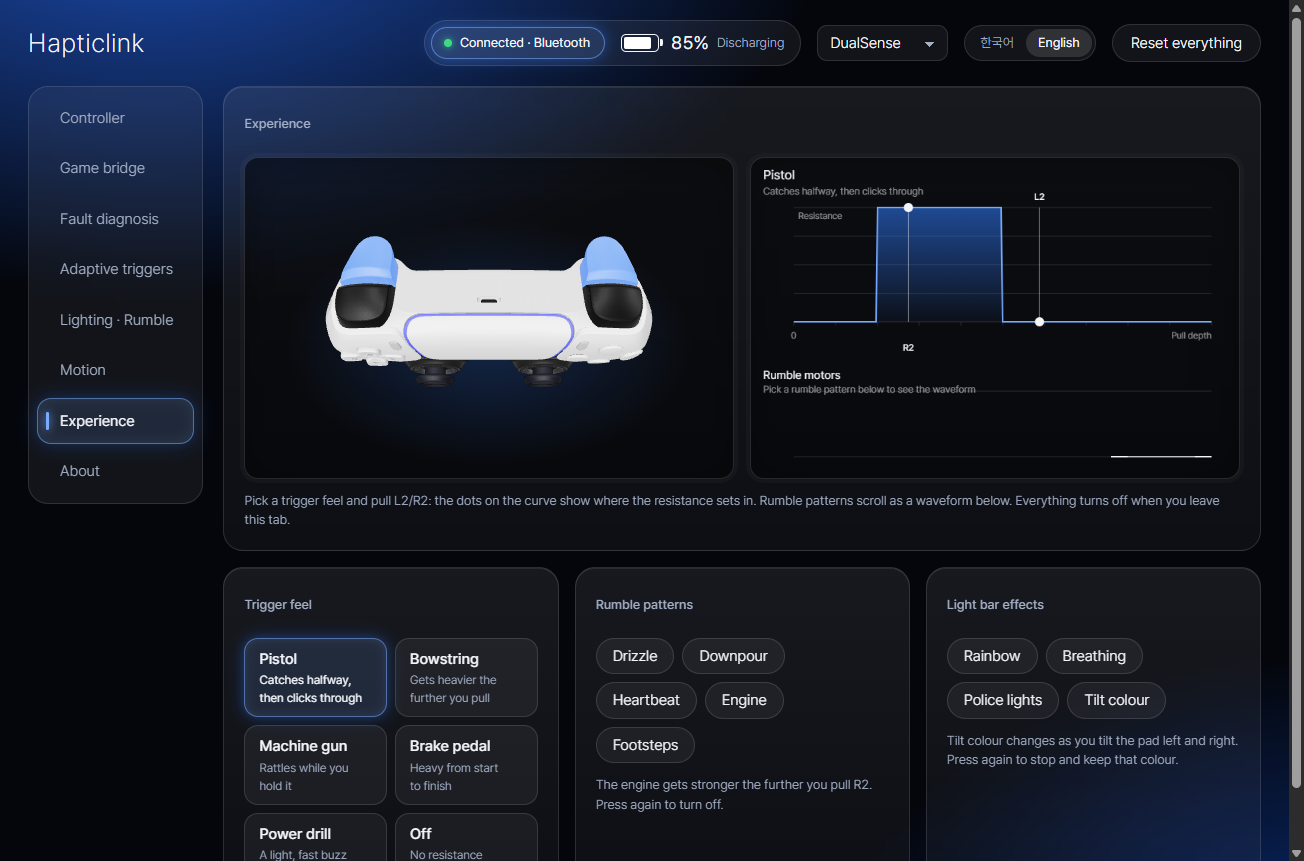 Hapticlink
Connected · Bluetooth
85%
Discharging
DualSense
한국어
English
Reset everything
Controller
Game bridge
Fault diagnosis
Adaptive triggers
Lighting · Rumble
Motion
Experience
About
Experience
Pistol
Catches halfway, then clicks through
L2
Resistance
0
Pull depth
R2
Rumble motors
Pick a rumble pattern below to see the waveform
Pick a trigger feel and pull L2/R2: the dots on the curve show where the resistance sets in. Rumble patterns scroll as a waveform below. Everything turns off when you leave
this tab.
Trigger feel
Pistol
Catches halfway,
then clicks through
Bowstring
Gets heavier the
further you pull
Machine gun
Rattles while you
hold it
Brake pedal
Heavy from start
to finish
Power drill
A light, fast buzz
Off
No resistance
Rumble patterns
Drizzle
Downpour
Heartbeat
Engine
Footsteps
The engine gets stronger the further you pull R2.
Press again to turn off.
Light bar effects
Rainbow
Breathing
Police lights
Tilt colour
Tilt colour changes as you tilt the pad left and right.
Press again to stop and keep that colour.